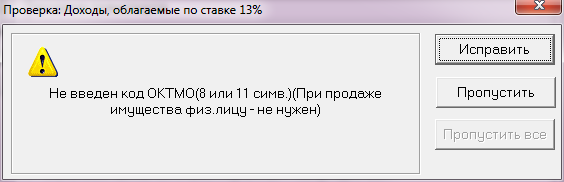 Проверка: Доходы, облагаемые по ставке 13%
Не введен код ОКТМО(8 или 11 симв.)(При продаже
имущества физ.лицу - не нужен)
Исправить
Пропустить
Пропустить все